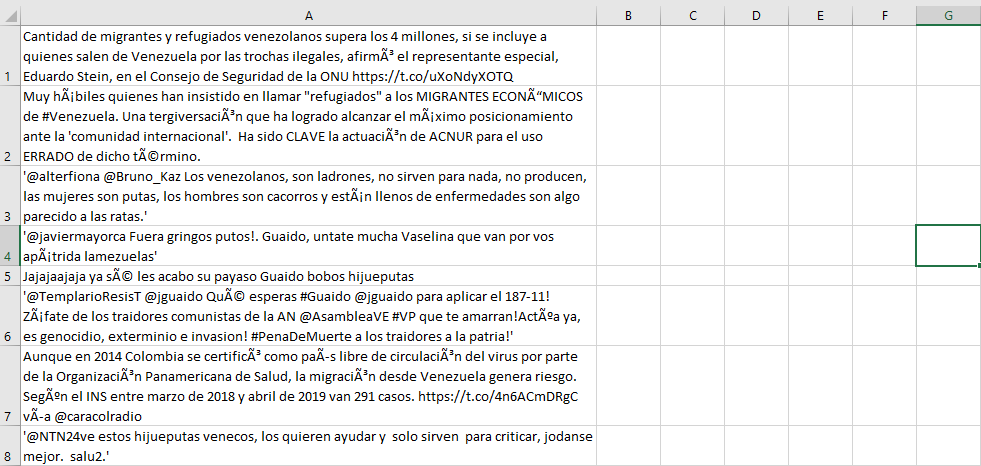 A B C D E F G
1 Cantidad de migrantes y refugiados venezolanos supera los 4 millones, si se incluye a
quienes salen de Venezuela por las trochas ilegales, afirmÃ³ el representante especial,
Eduardo Stein, en el Consejo de Seguridad de la ONU https://t.co/uXoNdyXOTQ
2 Muy hÃ¡biles quienes han insistido en llamar "refugiados" a los MIGRANTES ECONÃ“MICOS
de #Venezuela. Una tergiversaciÃ³n que ha logrado alcanzar el mÃ¡ximo posicionamiento
ante la 'comunidad internacional'.  Ha sido CLAVE la actuaciÃ³n de ACNUR para el uso
ERRADO de dicho tÃ©rmino.
3 '@alterfiona @Bruno_Kaz Los venezolanos, son ladrones, no sirven para nada, no producen,
las mujeres son putas, los hombres son cacorros y estÃ¡n llenos de enfermedades son algo
parecido a las ratas.'
4 '@javiermayorca Fuera gringos putos!. Guaido, untate mucha Vaselina que van por vos
apÃ¡trida lamezuelas'
5 Jajajaajaja ya sÃ© les acabo su payaso Guaido bobos hijueputas
6 '@TemplarioResisT @jguaido QuÃ© esperas #Guaido @jguaido para aplicar el 187-11!
ZÃ¡fate de los traidores comunistas de la AN @AsambleaVE #VP que te amarran!ActÃºa ya,
es genocidio, exterminio e invasion! #PenaDeMuerte a los traidores a la patria!'
7 Aunque en 2014 Colombia se certificÃ³ como paÃ-s libre de circulaciÃ³n del virus por parte
de la OrganizaciÃ³n Panamericana de Salud, la migraciÃ³n desde Venezuela genera riesgo.
SegÃºn el INS entre marzo de 2018 y abril de 2019 van 291 casos. https://t.co/4n6ACmDRgC
vÃ-a @caracolradio
8 '@NTN24ve estos hijueputas venecos, los quieren ayudar y  solo sirven  para criticar, jodanse
mejor.  salu2.'